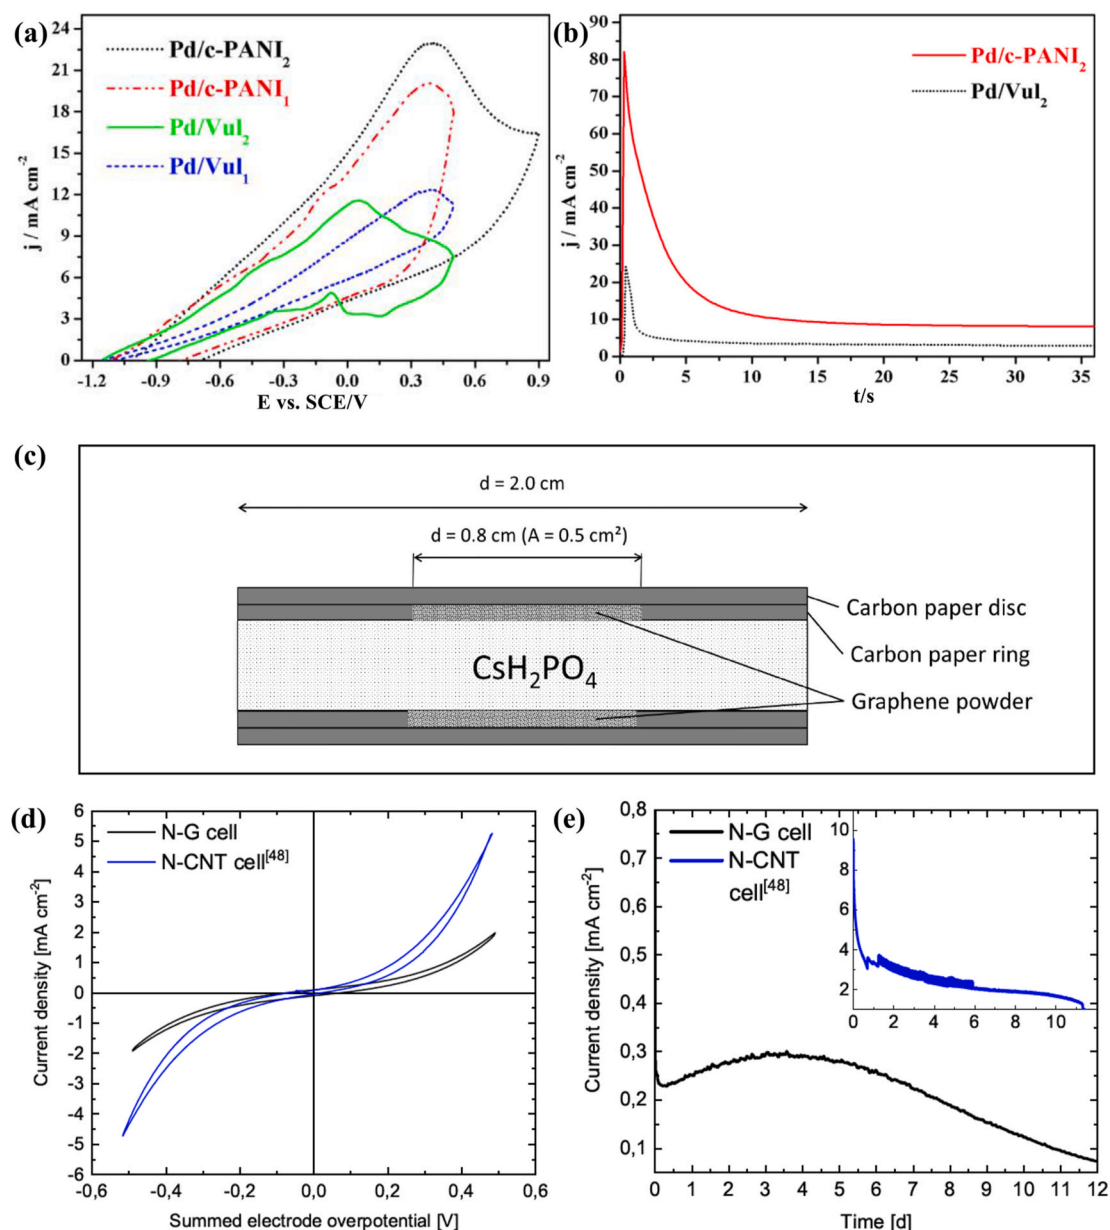 (a)
24
21
18
15
12
9
6
3
0
j / mA cm-2
Pd/c-PANI2
Pd/c-PANI1
Pd/Vul2
Pd/Vul1
-1.2 -0.9 -0.6 -0.3 0.0 0.3 0.6 0.9
E vs. SCE/V
(b)
90
80
70
60
50
40
30
20
10
0
j / mA cm-2
Pd/c-PANI2
Pd/Vul2
0 5 10 15 20 25 30 35
t/s
(c)
d = 2.0 cm
d = 0.8 cm (A = 0.5 cm²)
Carbon paper disc
Carbon paper ring
CsH2PO4
Graphene powder
(d)
6
5
4
3
2
1
0
-1
-2
-3
-4
-5
-6
Current density [mA cm-2]
N-G cell
N-CNT cell[48]
-0,6 -0,4 -0,2 0,0 0,2 0,4 0,6
Summed electrode overpotential [V]
(e)
0,8
0,7
0,6
0,5
0,4
0,3
0,2
0,1
Current density [mA cm-2]
N-G cell
N-CNT
cell[48]
10
8
6
4
2
0 2 4 6 8 10
0 1 2 3 4 5 6 7 8 9 10 11 12
Time [d]